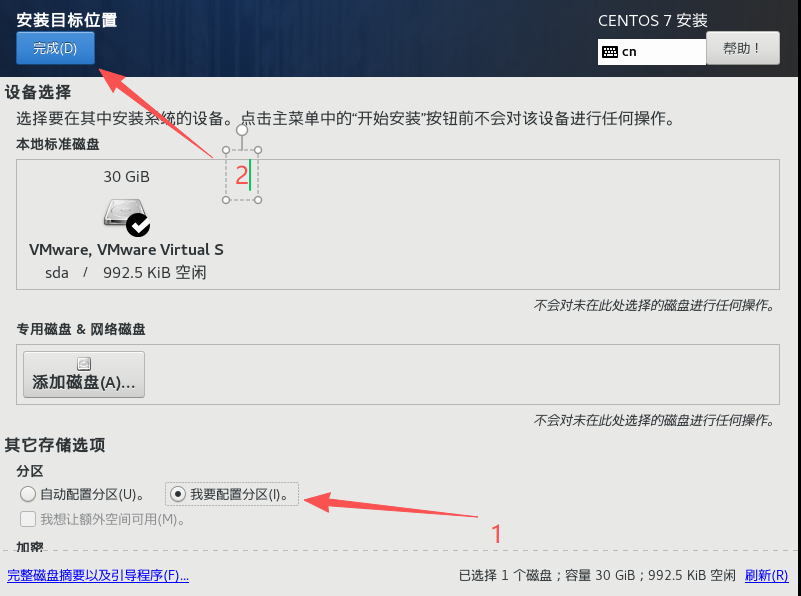 安装目标位置
CENTOS 7 安装
完成(D)
cn
帮助！
设备选择
选择要在其中安装系统的设备。点击主菜单中的“开始安装”按钮前不会对该设备进行任何操作。
本地标准磁盘
2
30 GiB
VMware, VMware Virtual S
sda / 992.5 KiB 空闲
不会对未在此处选择的磁盘进行任何操作。
专用磁盘 & 网络磁盘
添加磁盘(A)...
不会对未在此处选择的磁盘进行任何操作。
其它存储选项
分区
自动配置分区(U)。 我要配置分区(I)。
我想让额外空间可用(M)。
1
加密
完整磁盘摘要以及引导程序(F)...
已选择 1 个磁盘；容量 30 GiB；992.5 KiB 空闲 刷新(R)